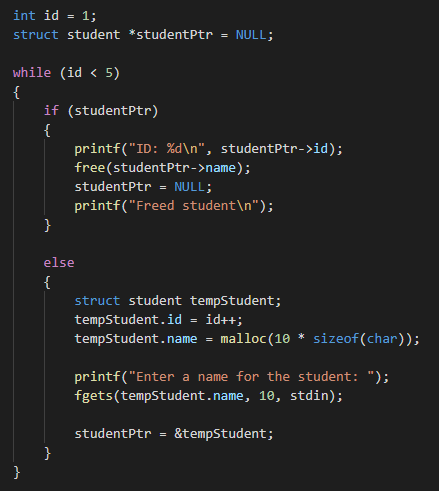 int id = 1;
struct student *studentPtr = NULL;
while (id < 5)
{
if (studentPtr)
{
printf("ID: %d\n", studentPtr->id);
free(studentPtr->name);
studentPtr = NULL;
printf("Freed student\n");
}
else
{
struct student tempStudent;
tempStudent.id = id++;
tempStudent.name = malloc(10 * sizeof(char));
printf("Enter a name for the student: ");
fgets(tempStudent.name, 10, stdin);
studentPtr = &tempStudent;
}
}